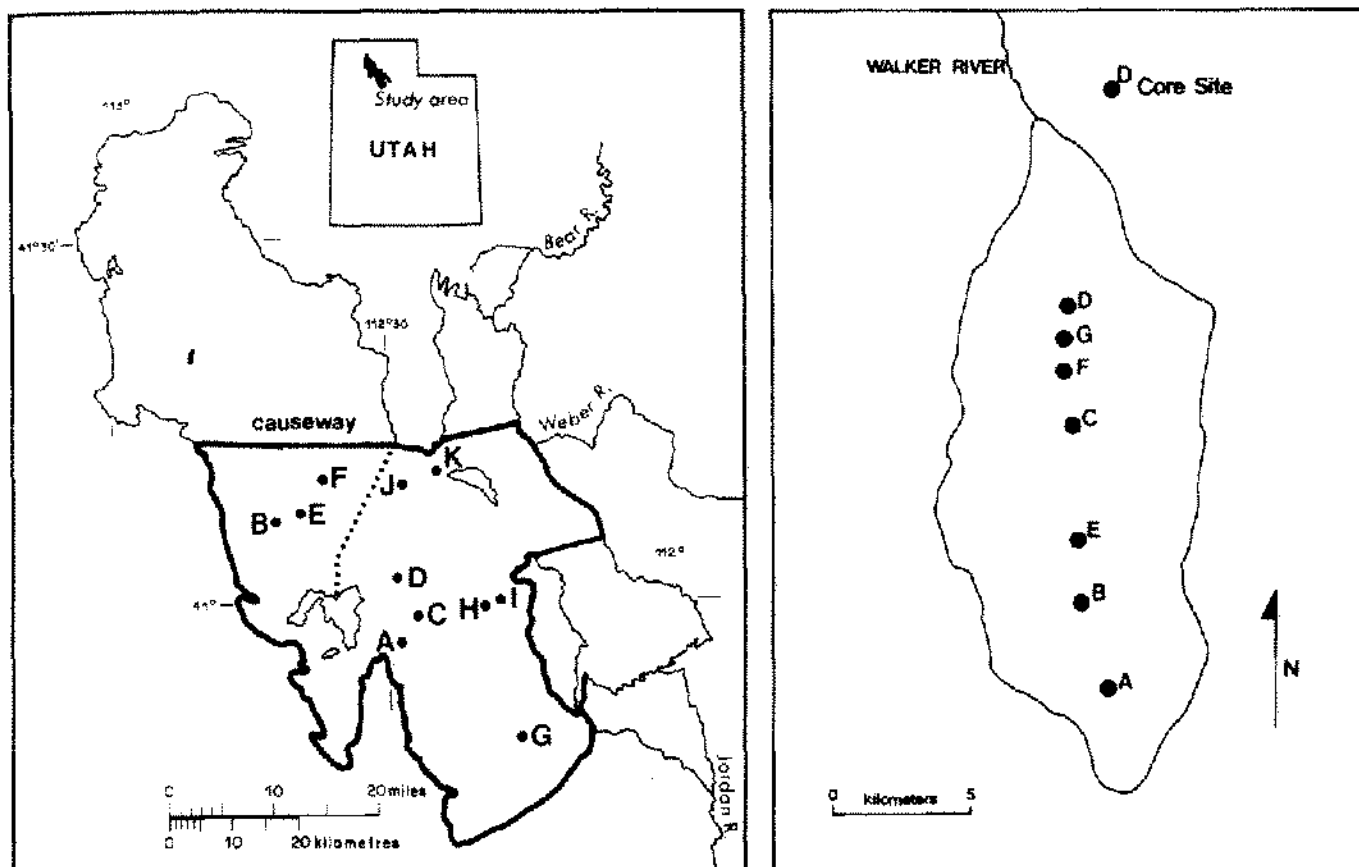 Study area
UTAH
113°
41°30'
Bear R.
112°30
Weber R.
causeway
F
K
J
B
E
112°
D
41°
C
H
I
A
G
Jordan R.
0 10 20 miles
0 10 20 kilometres
WALKER RIVER
D Core Site
D
G
F
C
E
B
A
N
0 kilometers 5